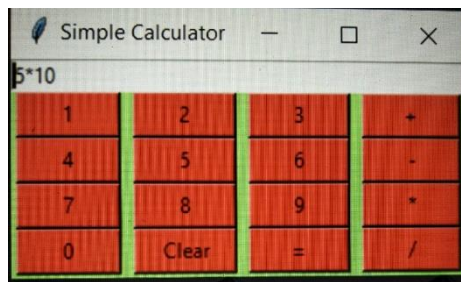 Simple Calculator
5*10
1 2 3 +
4 5 6 -
7 8 9 *
0 Clear = /